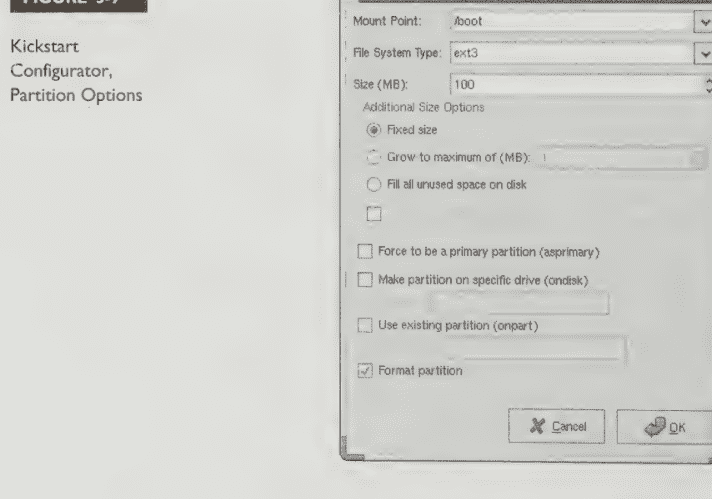 Kickstart
Configurator,
Partition Options
Mount Point: /boot
File System Type: ext3
Size (MB): 100
Additional Size Options
Fixed size
Grow to maximum of (MB): 1
Fill all unused space on disk
Force to be a primary partition (asprimary)
Make partition on specific drive (ondisk)
Use existing partition (onpart)
Format partition
Cancel OK